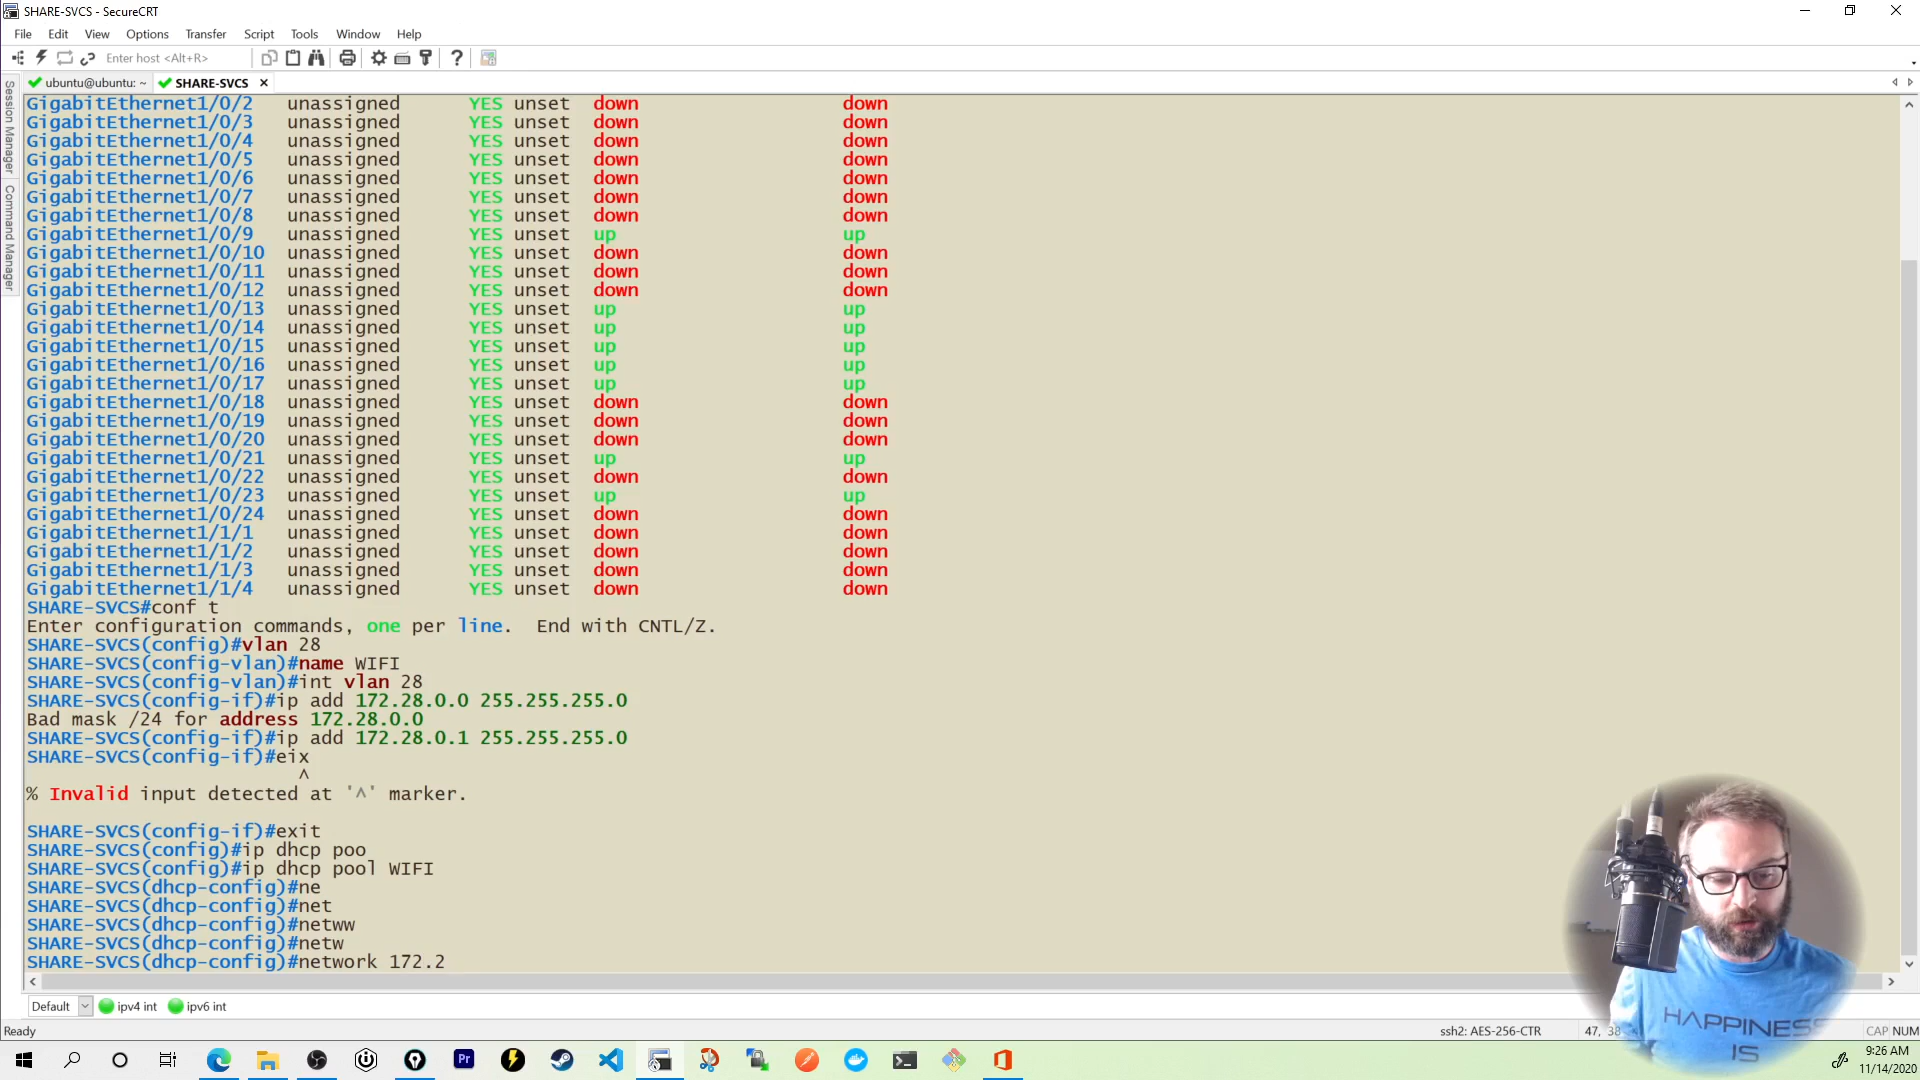 SHARE-SVCS - SecureCRT
File Edit View Options Transfer Script Tools Window Help
Enter host <Alt+R>
ubuntu@ubuntu: ~ SHARE-SVCS
Session Manager
Command Manager
GigabitEthernet1/0/2 unassigned YES unset down down
GigabitEthernet1/0/3 unassigned YES unset down down
GigabitEthernet1/0/4 unassigned YES unset down down
GigabitEthernet1/0/5 unassigned YES unset down down
GigabitEthernet1/0/6 unassigned YES unset down down
GigabitEthernet1/0/7 unassigned YES unset down down
GigabitEthernet1/0/8 unassigned YES unset down down
GigabitEthernet1/0/9 unassigned YES unset up up
GigabitEthernet1/0/10 unassigned YES unset down down
GigabitEthernet1/0/11 unassigned YES unset down down
GigabitEthernet1/0/12 unassigned YES unset down down
GigabitEthernet1/0/13 unassigned YES unset up up
GigabitEthernet1/0/14 unassigned YES unset up up
GigabitEthernet1/0/15 unassigned YES unset up up
GigabitEthernet1/0/16 unassigned YES unset up up
GigabitEthernet1/0/17 unassigned YES unset up up
GigabitEthernet1/0/18 unassigned YES unset down down
GigabitEthernet1/0/19 unassigned YES unset down down
GigabitEthernet1/0/20 unassigned YES unset down down
GigabitEthernet1/0/21 unassigned YES unset up up
GigabitEthernet1/0/22 unassigned YES unset down down
GigabitEthernet1/0/23 unassigned YES unset up up
GigabitEthernet1/0/24 unassigned YES unset down down
GigabitEthernet1/1/1 unassigned YES unset down down
GigabitEthernet1/1/2 unassigned YES unset down down
GigabitEthernet1/1/3 unassigned YES unset down down
GigabitEthernet1/1/4 unassigned YES unset down down
SHARE-SVCS#conf t
Enter configuration commands, one per line. End with CNTL/Z.
SHARE-SVCS(config)#vlan 28
SHARE-SVCS(config-vlan)#name WIFI
SHARE-SVCS(config-vlan)#int vlan 28
SHARE-SVCS(config-if)#ip add 172.28.0.0 255.255.255.0
Bad mask /24 for address 172.28.0.0
SHARE-SVCS(config-if)#ip add 172.28.0.1 255.255.255.0
SHARE-SVCS(config-if)#eix
^
% Invalid input detected at '^' marker.
SHARE-SVCS(config-if)#exit
SHARE-SVCS(config)#ip dhcp poo
SHARE-SVCS(config)#ip dhcp pool WIFI
SHARE-SVCS(dhcp-config)#ne
SHARE-SVCS(dhcp-config)#net
SHARE-SVCS(dhcp-config)#netww
SHARE-SVCS(dhcp-config)#netw
SHARE-SVCS(dhcp-config)#network 172.2
Default ipv4 int ipv6 int
Ready ssh2: AES-256-CTR 47, 38 CAP NUM
HAPPINESS
IS
Pr
9:26 AM
11/14/2020